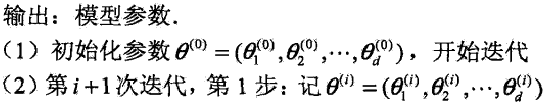 输出：模型参数.
（1）初始化参数 θ^{(0)} = (θ_1^{(0)}, θ_2^{(0)}, ⋯, θ_d^{(0)})，开始迭代
（2）第 i+1 次迭代，第 1 步：记 θ^{(i)} = (θ_1^{(i)}, θ_2^{(i)}, ⋯, θ_d^{(i)})